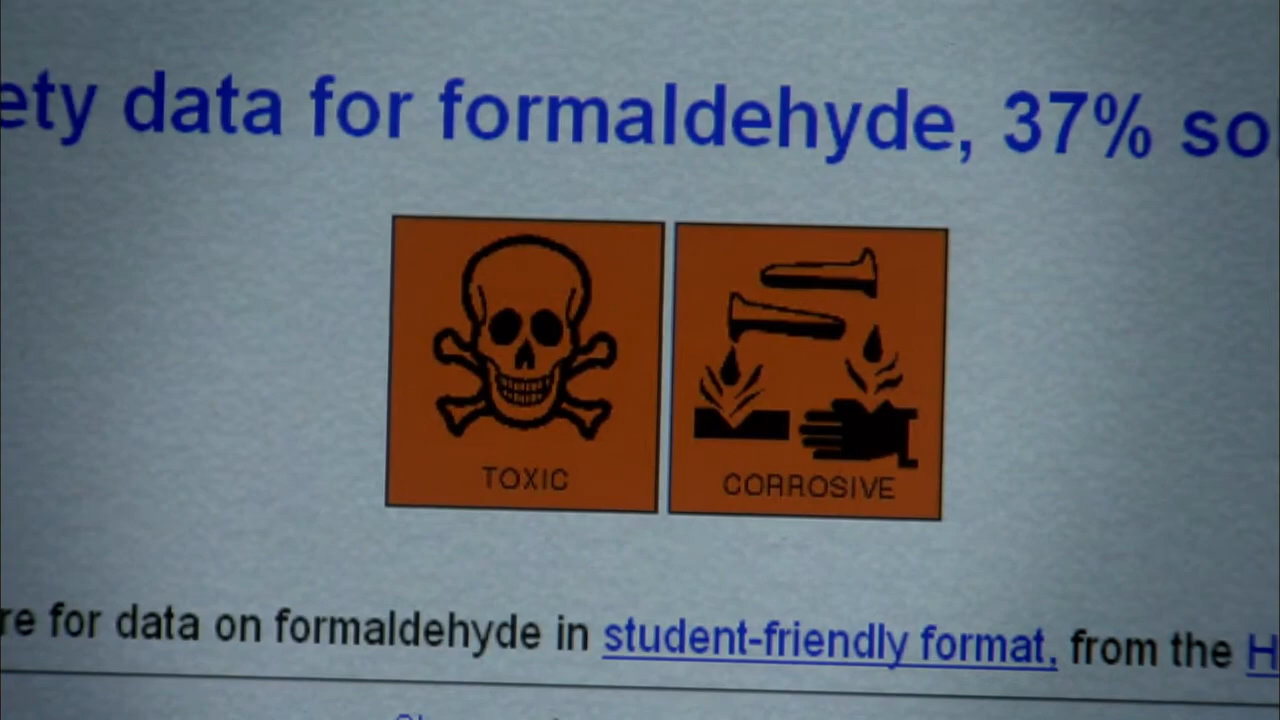 ety data for formaldehyde, 37% so
TOXIC
CORROSIVE
re for data on formaldehyde in student-friendly format, from the H